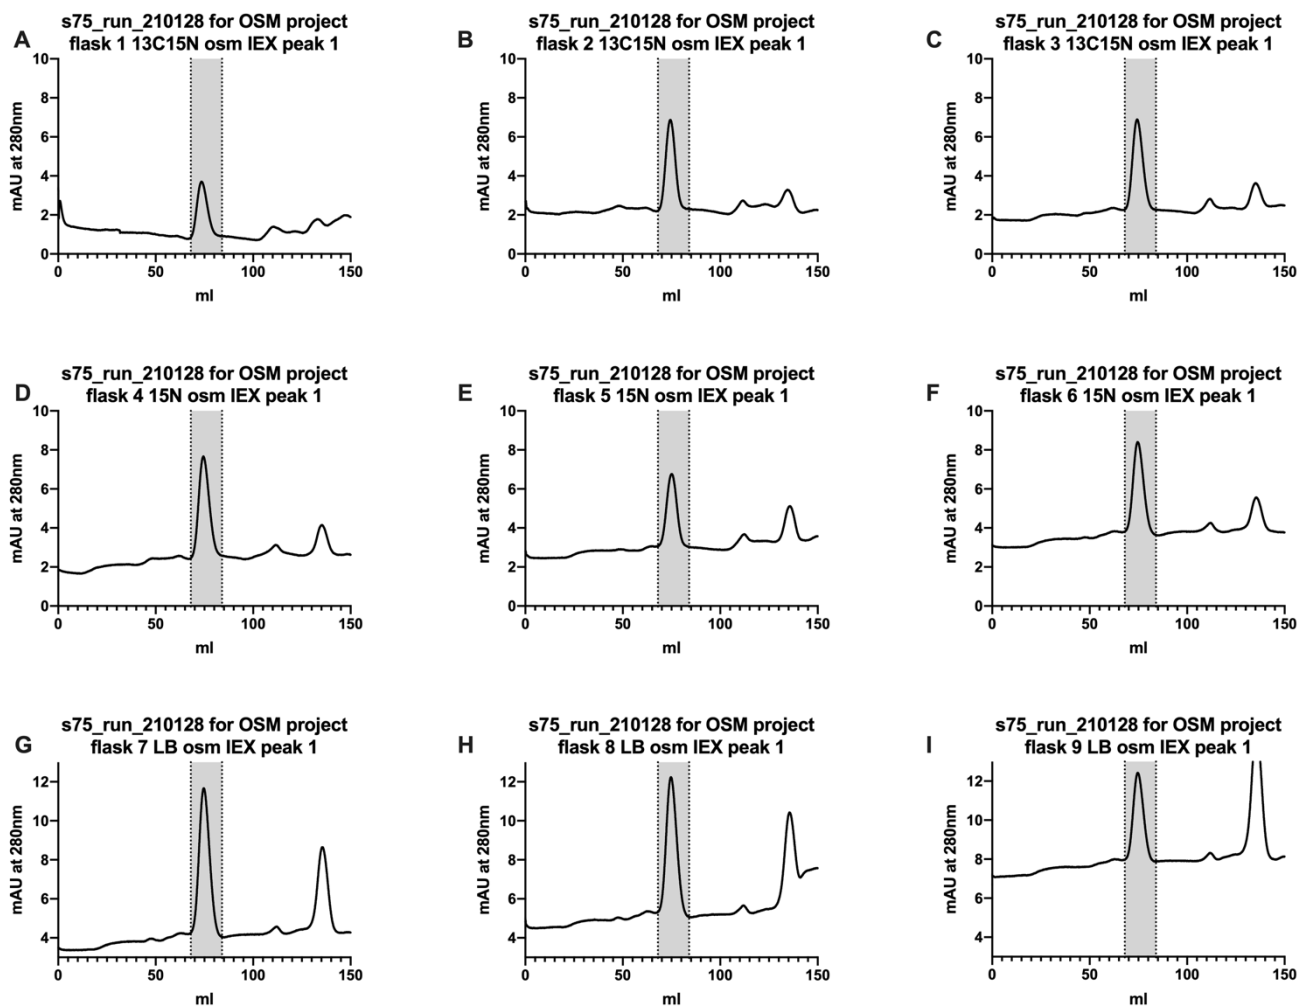 A
s75_run_210128 for OSM project
flask 1 13C15N osm IEX peak 1
10
8
6
4
2
0
mAU at 280nm
0 50 100 150
ml
B
s75_run_210128 for OSM project
flask 2 13C15N osm IEX peak 1
10
8
6
4
2
0
mAU at 280nm
0 50 100 150
ml
C
s75_run_210128 for OSM project
flask 3 13C15N osm IEX peak 1
10
8
6
4
2
0
mAU at 280nm
0 50 100 150
ml
D
s75_run_210128 for OSM project
flask 4 15N osm IEX peak 1
10
8
6
4
2
0
mAU at 280nm
0 50 100 150
ml
E
s75_run_210128 for OSM project
flask 5 15N osm IEX peak 1
10
8
6
4
2
0
mAU at 280nm
0 50 100 150
ml
F
s75_run_210128 for OSM project
flask 6 15N osm IEX peak 1
10
8
6
4
2
0
mAU at 280nm
0 50 100 150
ml
G
s75_run_210128 for OSM project
flask 7 LB osm IEX peak 1
12
10
8
6
4
mAU at 280nm
0 50 100 150
ml
H
s75_run_210128 for OSM project
flask 8 LB osm IEX peak 1
12
10
8
6
4
mAU at 280nm
0 50 100 150
ml
I
s75_run_210128 for OSM project
flask 9 LB osm IEX peak 1
12
10
8
6
4
mAU at 280nm
0 50 100 150
ml